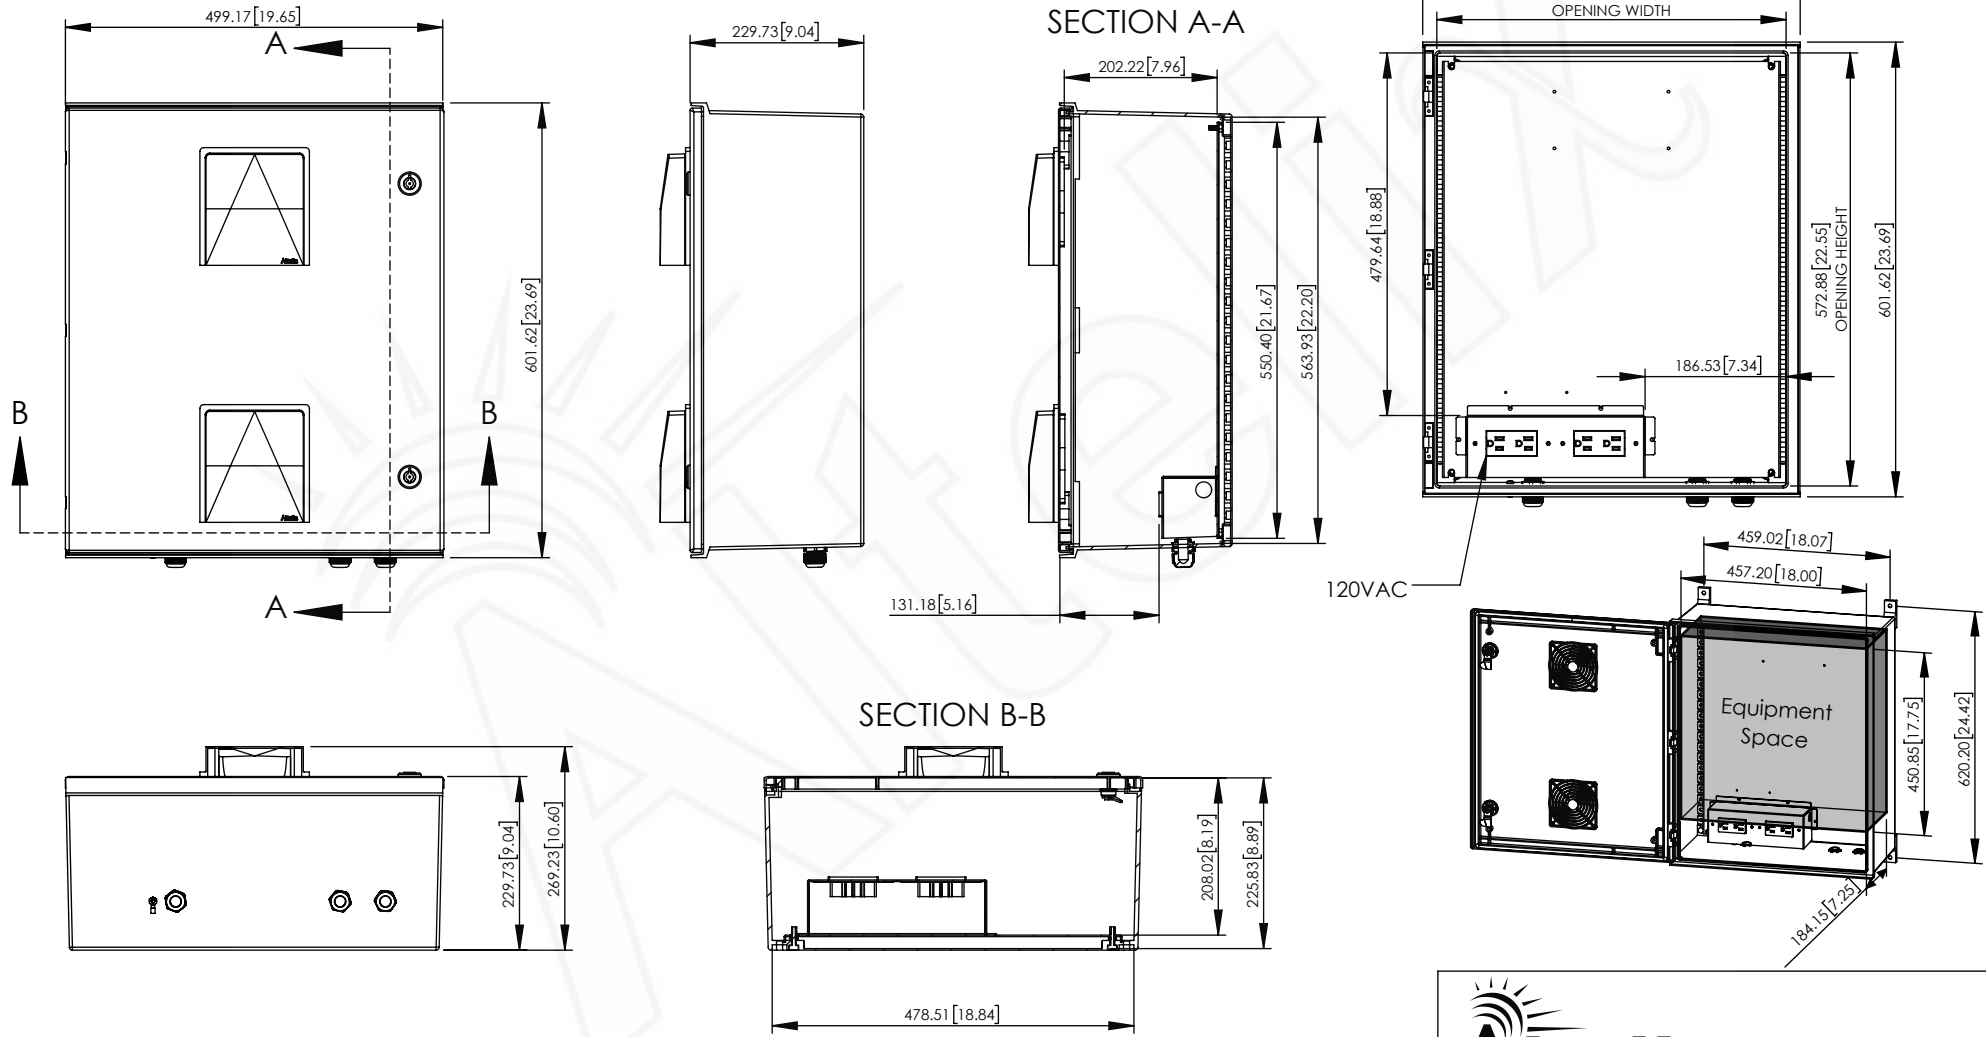 499.17[19.65]
A
229.73[9.04]
SECTION A-A
202.22[7.96]
OPENING WIDTH
601.62[23.69]
B
B
A
550.40[21.67]
563.93[22.20]
131.18[5.16]
479.64[18.88]
572.88[22.55]
OPENING HEIGHT
601.62[23.69]
186.53[7.34]
120VAC
459.02[18.07]
457.20[18.00]
Equipment
Space
450.85[17.75]
620.20[24.42]
184.15[7.25]
229.73[9.04]
269.23[10.60]
SECTION B-B
208.02[8.19]
225.83[8.89]
478.51[18.84]
Altelix